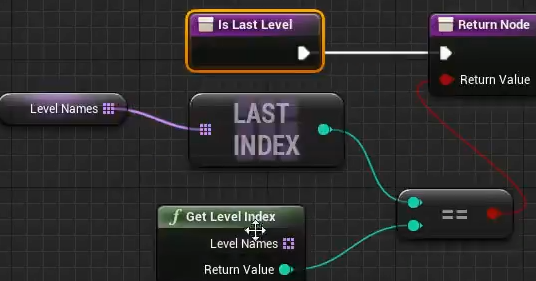 Is Last Level
Return Node
Return Value
Level Names
LAST
INDEX
==
Get Level Index
Level Names
Return Value